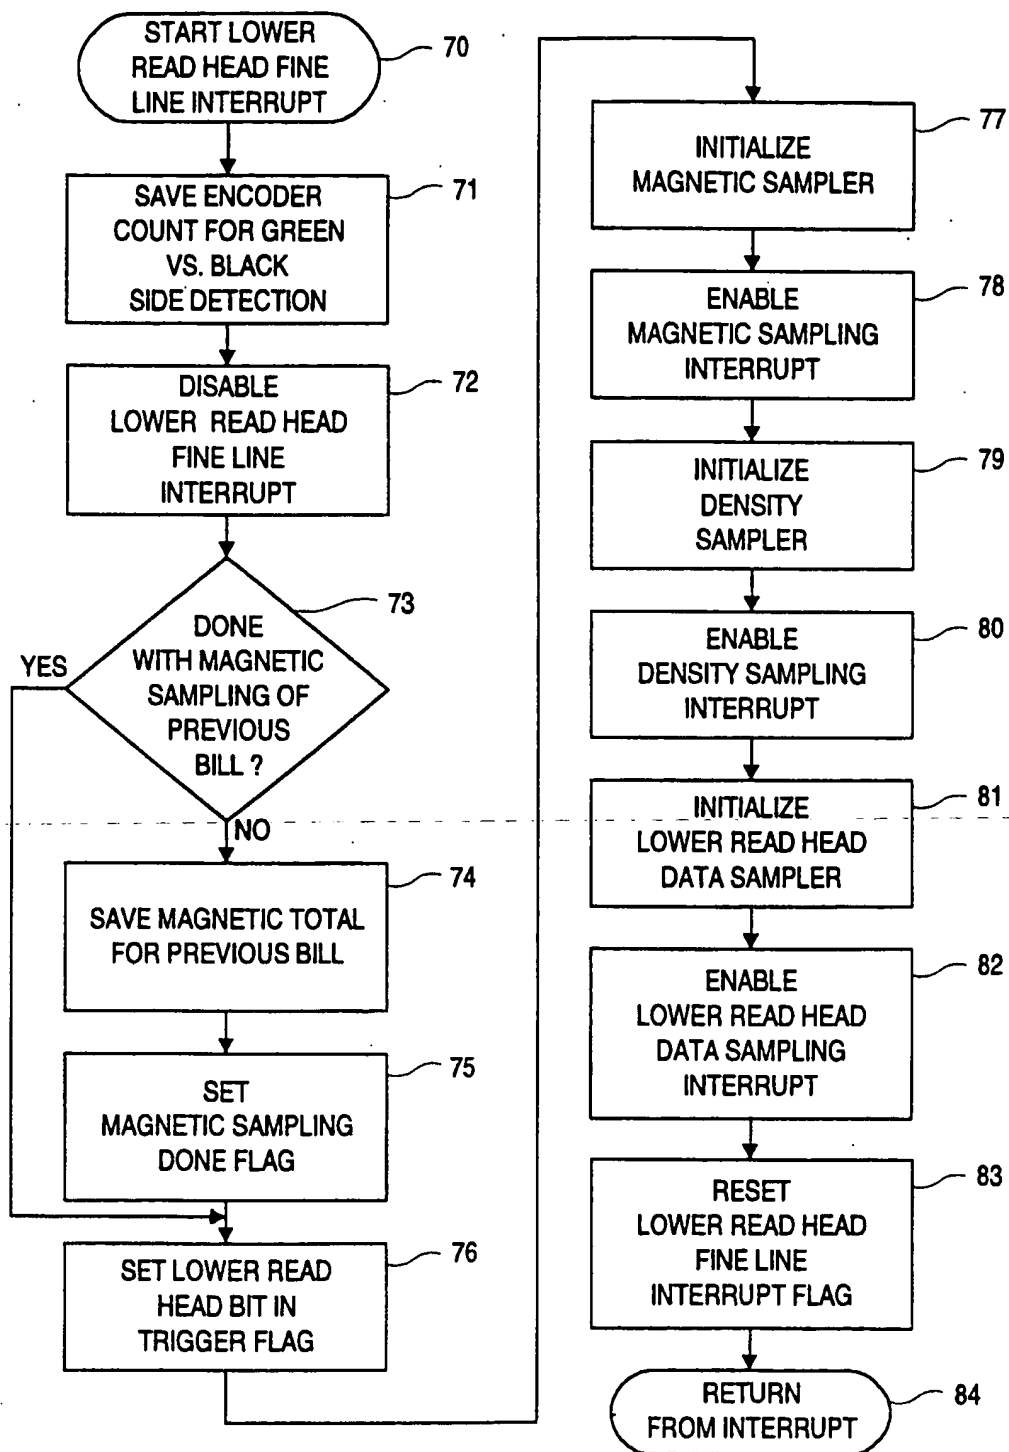 START LOWER
READ HEAD FINE
LINE INTERRUPT
70
SAVE ENCODER
COUNT FOR GREEN
VS. BLACK
SIDE DETECTION
71
DISABLE
LOWER READ HEAD
FINE LINE
INTERRUPT
72
DONE
WITH MAGNETIC
SAMPLING OF
PREVIOUS
BILL ?
73
YES
NO
SAVE MAGNETIC TOTAL
FOR PREVIOUS BILL
74
SET
MAGNETIC SAMPLING
DONE FLAG
75
SET LOWER READ
HEAD BIT IN
TRIGGER FLAG
76
INITIALIZE
MAGNETIC SAMPLER
77
ENABLE
MAGNETIC SAMPLING
INTERRUPT
78
INITIALIZE
DENSITY
SAMPLER
79
ENABLE
DENSITY SAMPLING
INTERRUPT
80
INITIALIZE
LOWER READ HEAD
DATA SAMPLER
81
ENABLE
LOWER READ HEAD
DATA SAMPLING
INTERRUPT
82
RESET
LOWER READ HEAD
FINE LINE
INTERRUPT FLAG
83
RETURN
FROM INTERRUPT
84